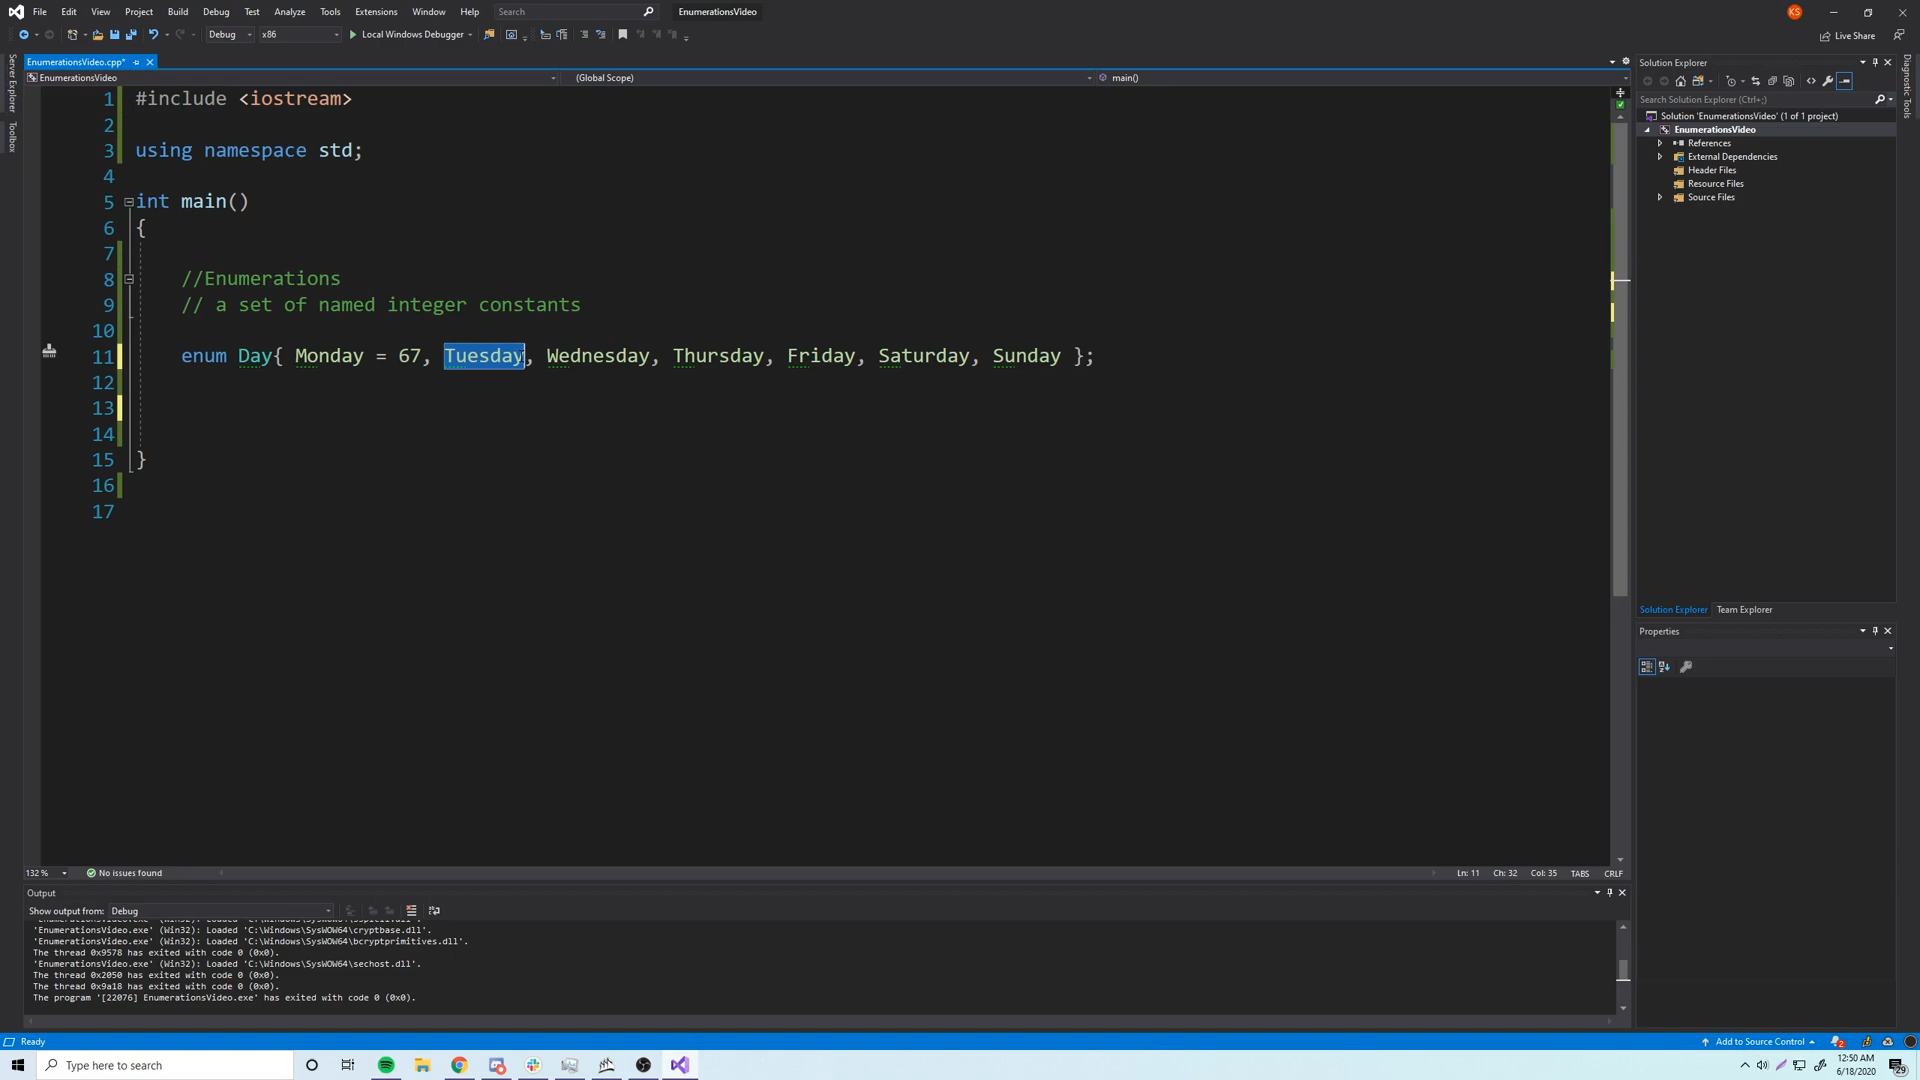 File Edit View Project Build Debug Test Analyze Tools Extensions Window Help Search EnumerationsVideo KS
Debug x86 Local Windows Debugger Live Share
EnumerationsVideo.cpp*
EnumerationsVideo (Global Scope) main()
Server Explorer
Toolbox
1 #include <iostream>
2
3 using namespace std;
4
5 int main()
6 {
7
8 //Enumerations
9 // a set of named integer constants
10
11 enum Day{ Monday = 67, Tuesday, Wednesday, Thursday, Friday, Saturday, Sunday };
12
13
14
15 }
16
17
132 % No issues found Ln: 11 Ch: 32 Col: 35 TABS CRLF
Output
Show output from: Debug
'EnumerationsVideo.exe' (Win32): Loaded 'C:\Windows\SysWOW64\cryptbase.dll'.
'EnumerationsVideo.exe' (Win32): Loaded 'C:\Windows\SysWOW64\bcryptprimitives.dll'.
The thread 0x9578 has exited with code 0 (0x0).
'EnumerationsVideo.exe' (Win32): Loaded 'C:\Windows\SysWOW64\sechost.dll'.
The thread 0x2050 has exited with code 0 (0x0).
The thread 0x9a18 has exited with code 0 (0x0).
The program '[22076] EnumerationsVideo.exe' has exited with code 0 (0x0).
Solution Explorer
Search Solution Explorer (Ctrl+;)
Solution 'EnumerationsVideo' (1 of 1 project)
EnumerationsVideo
References
External Dependencies
Header Files
Resource Files
Source Files
Solution Explorer Team Explorer
Properties
Diagnostic Tools
Ready Add to Source Control 2
Type here to search
12:50 AM
6/18/2020
29